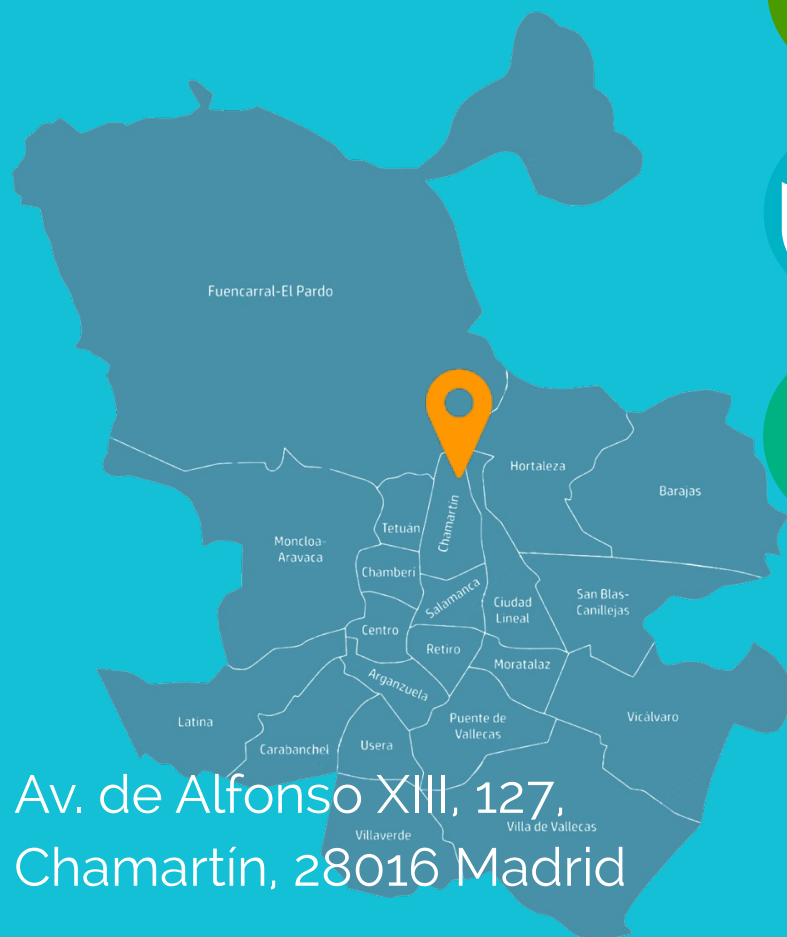 Fuencarral-El Pardo
Hortaleza
Barajas
Chamartín
Tetuán
Moncloa-
Aravaca
Chamberí
Salamanca
Ciudad
Lineal
San Blas-
Canillejas
Centro
Retiro
Moratalaz
Arganzuela
Latina
Carabanchel
Usera
Puente de
Vallecas
Vicálvaro
Av. de Alfonso XIII, 127,
Villaverde
Villa de Vallecas
Chamartín, 28016 Madrid